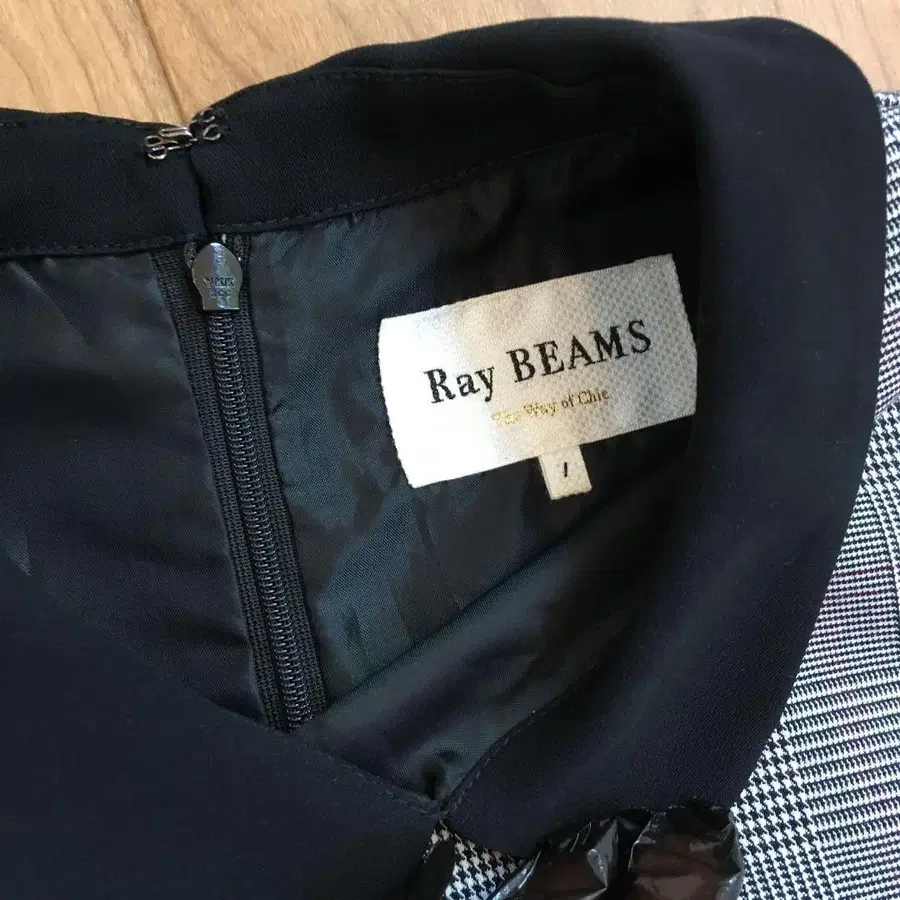 Ray BEAMS
The Way of Chic
1